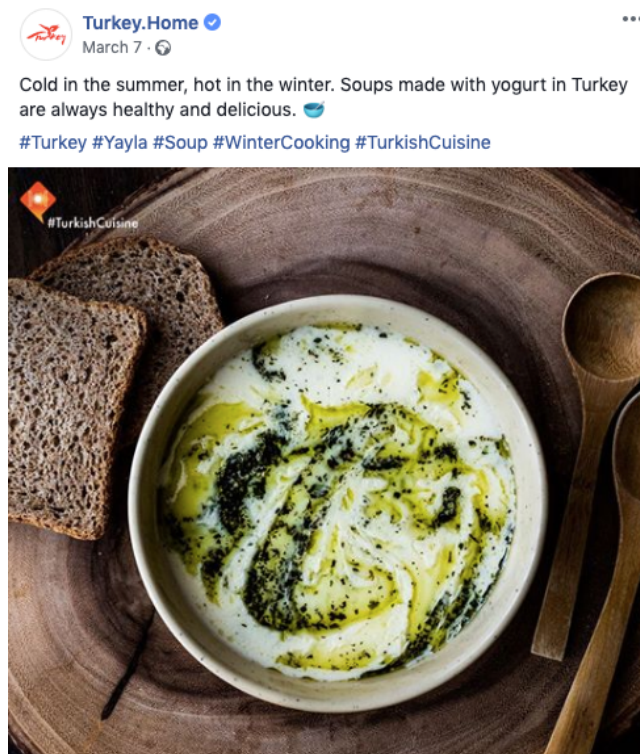 Turkey.Home
March 7 ·
Cold in the summer, hot in the winter. Soups made with yogurt in Turkey
are always healthy and delicious. 🥣
#Turkey #Yayla #Soup #WinterCooking #TurkishCuisine
Turkey
#TurkishCuisine